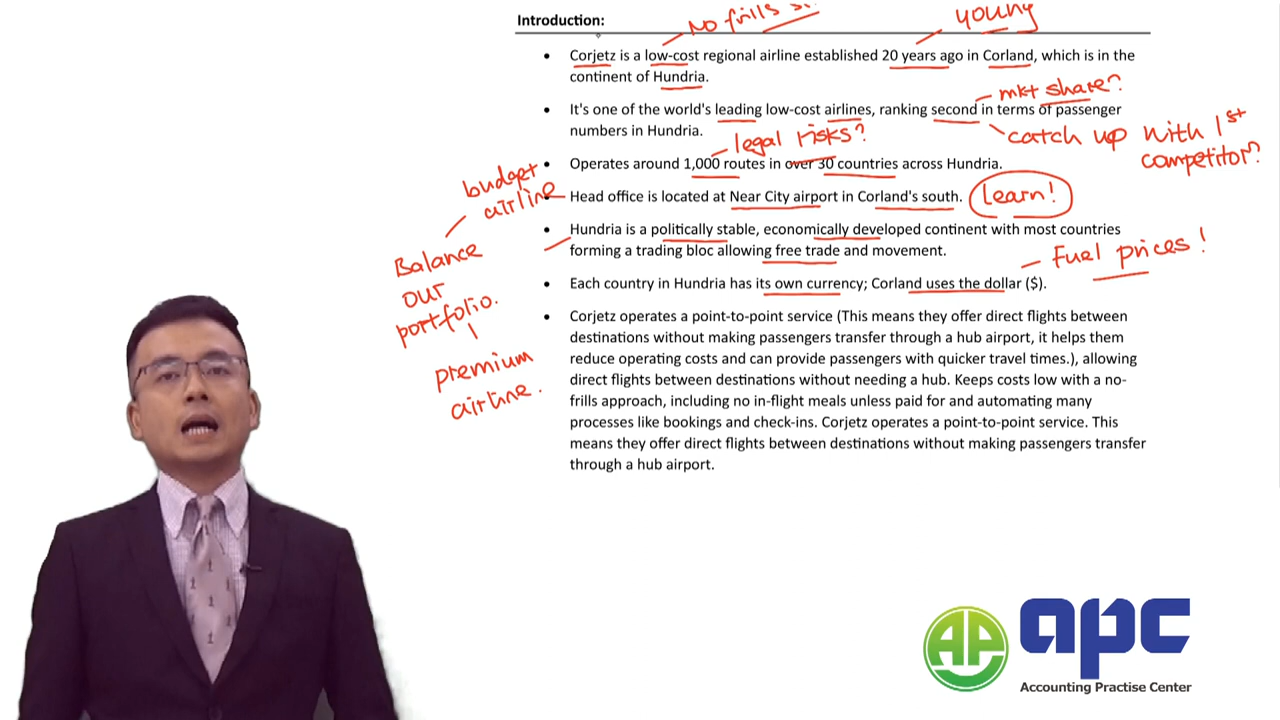 Introduction:
No frills
young
• Corjetz is a low-cost regional airline established 20 years ago in Corland, which is in the
continent of Hundria.
mkt share?
• It's one of the world's leading low-cost airlines, ranking second in terms of passenger
numbers in Hundria.
catch up with 1st
competitor?
legal risks?
• Operates around 1,000 routes in over 30 countries across Hundria.
budget
airline
• Head office is located at Near City airport in Corland's south.
learn!
• Hundria is a politically stable, economically developed continent with most countries
forming a trading bloc allowing free trade and movement.
Balance
our
portfolio.
premium
airline.
Fuel prices!
• Each country in Hundria has its own currency; Corland uses the dollar ($).
• Corjetz operates a point-to-point service (This means they offer direct flights between
destinations without making passengers transfer through a hub airport, it helps them
reduce operating costs and can provide passengers with quicker travel times.), allowing
direct flights between destinations without needing a hub. Keeps costs low with a no-
frills approach, including no in-flight meals unless paid for and automating many
processes like bookings and check-ins. Corjetz operates a point-to-point service. This
means they offer direct flights between destinations without making passengers transfer
through a hub airport.
AP
apc
Accounting Practise Center